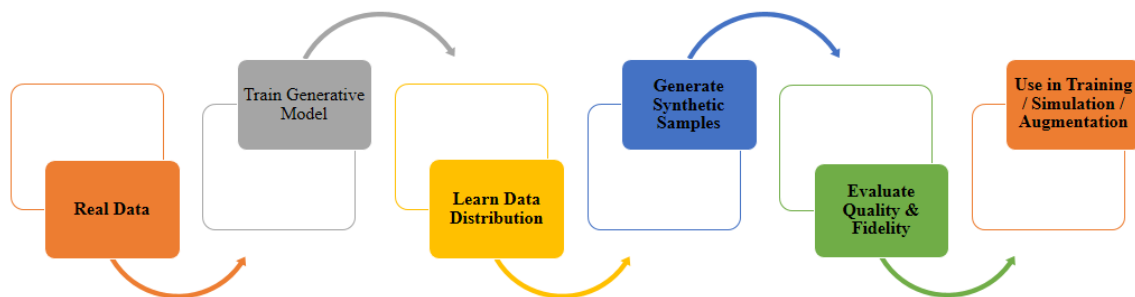 Real Data
Train Generative
Model
Learn Data
Distribution
Generate
Synthetic
Samples
Evaluate
Quality &
Fidelity
Use in Training
/ Simulation /
Augmentation